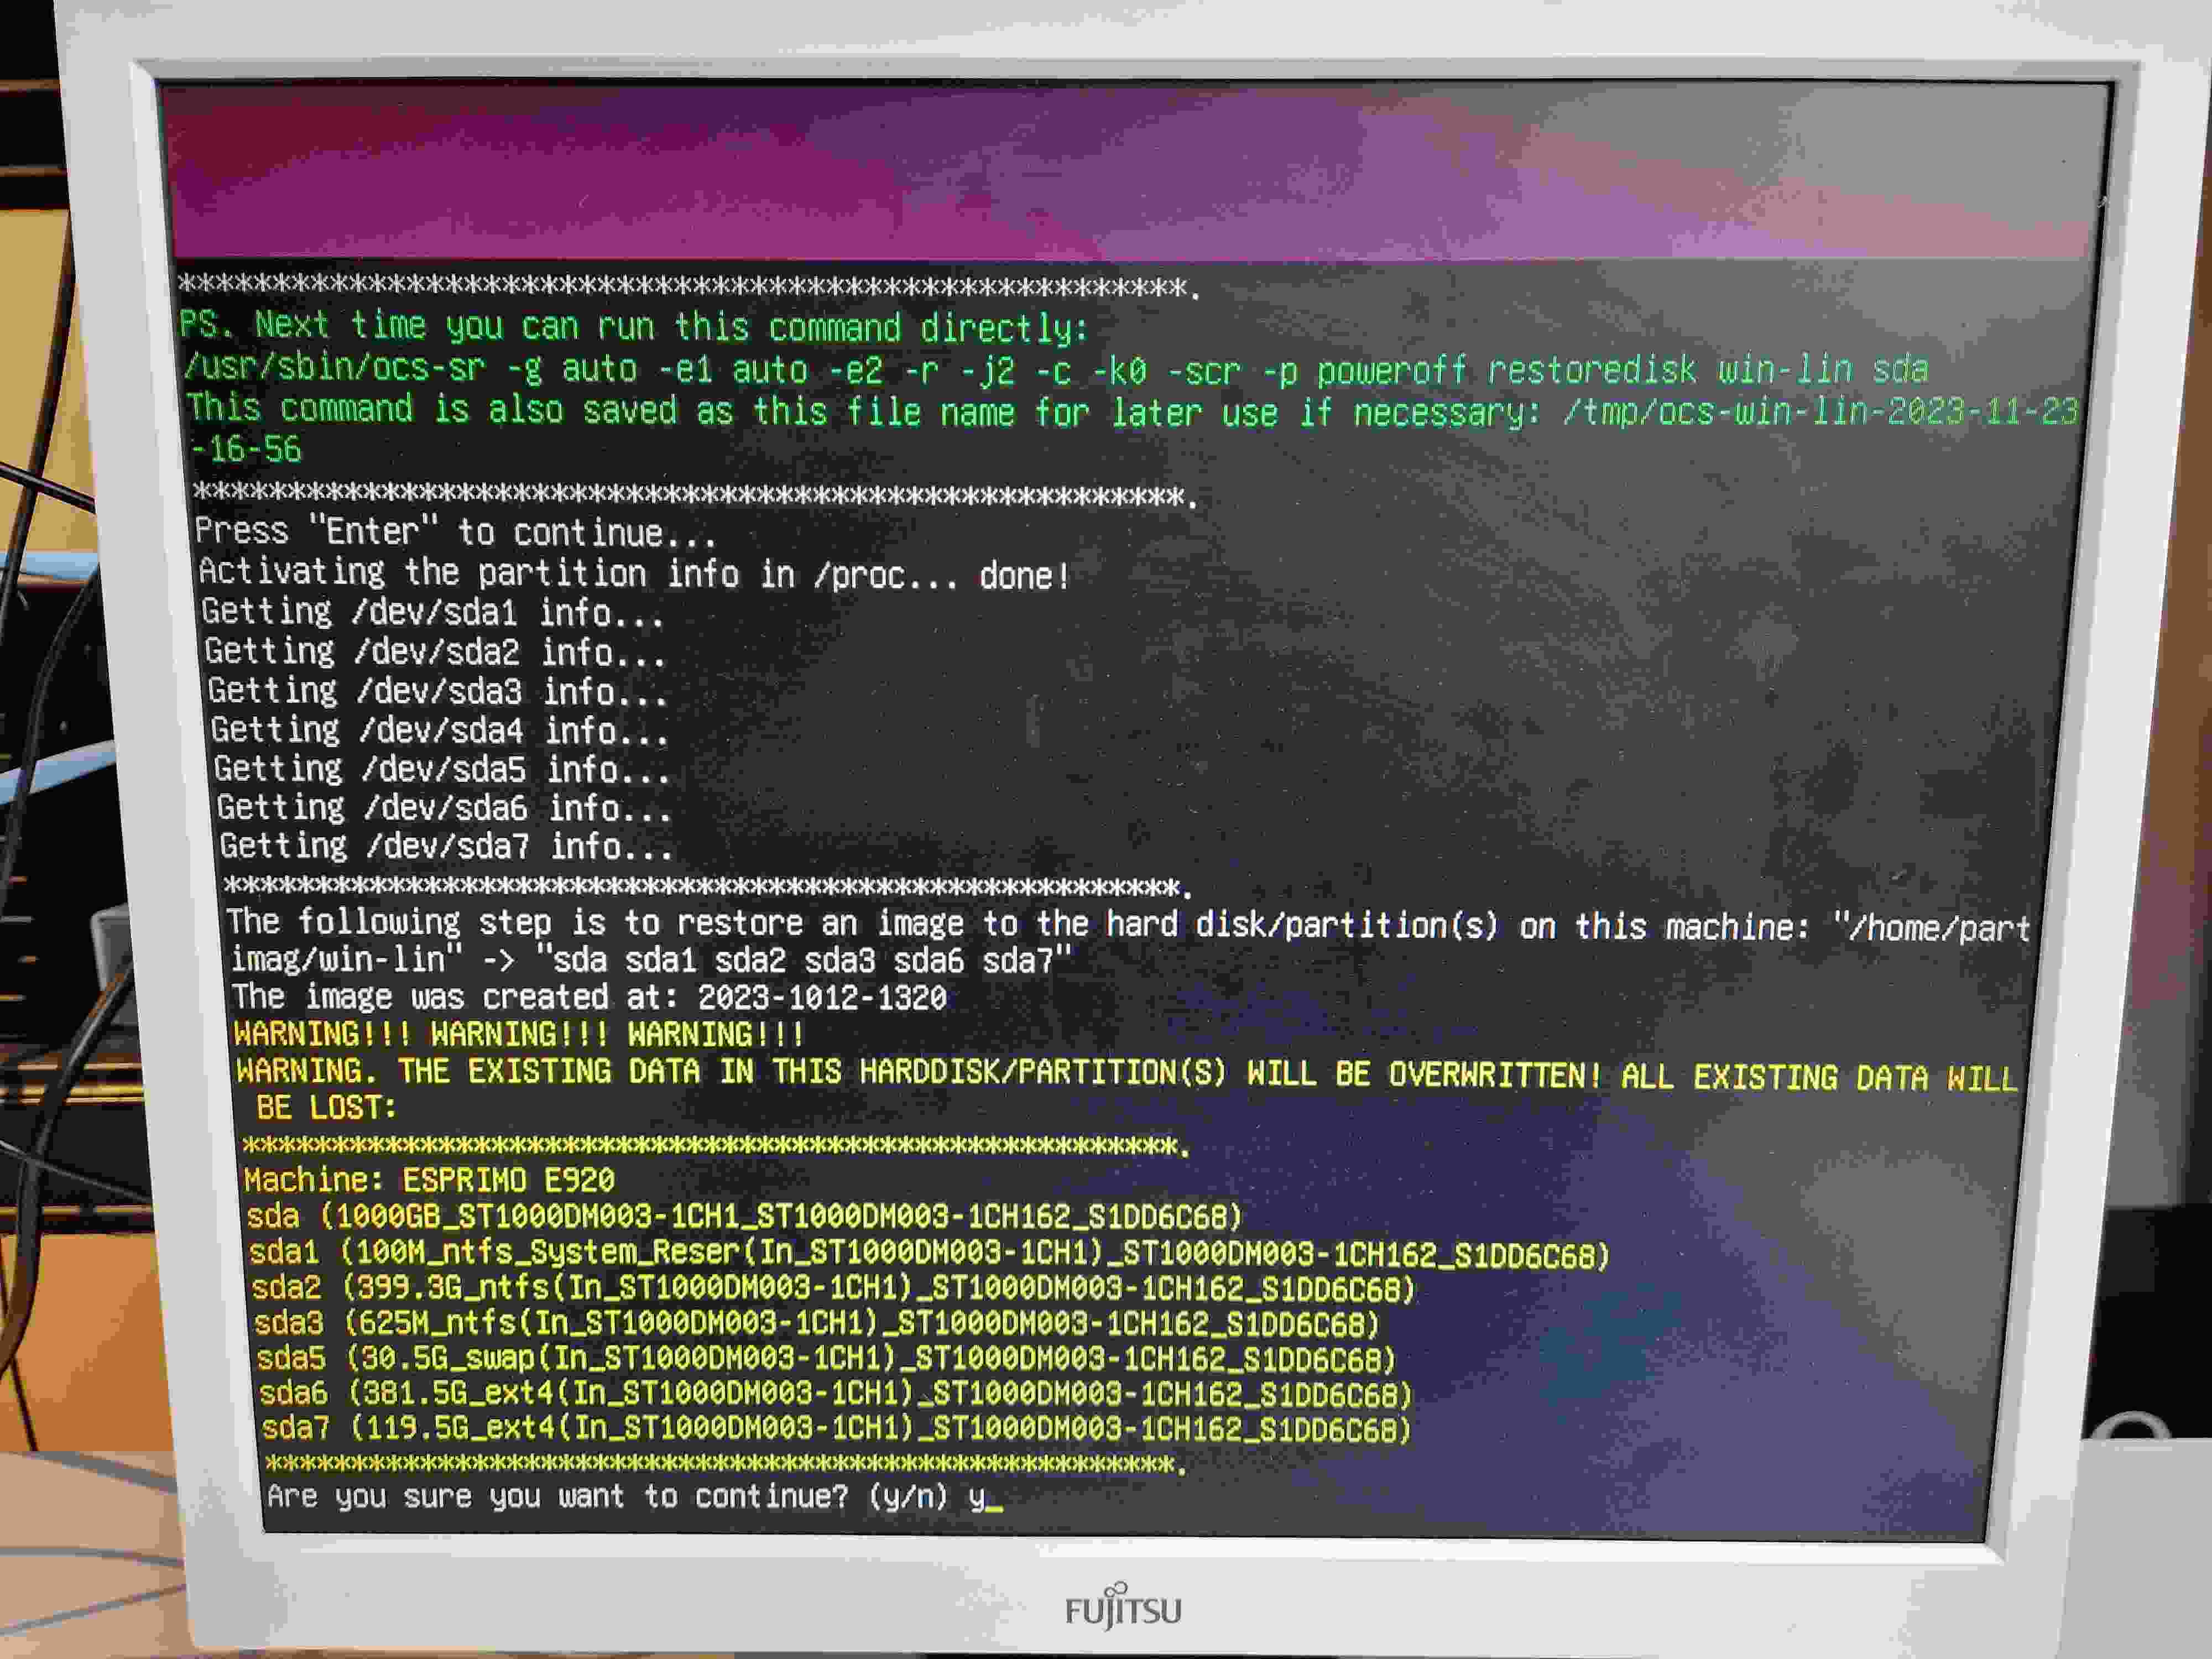 *****************************************************.
PS. Next time you can run this command directly:
/usr/sbin/ocs-sr -g auto -e1 auto -e2 -r -j2 -c -k0 -scr -p poweroff restoredisk win-lin sda
This command is also saved as this file name for later use if necessary: /tmp/ocs-win-lin-2023-11-23
-16-56
*****************************************************.
Press "Enter" to continue...
Activating the partition info in /proc... done!
Getting /dev/sda1 info...
Getting /dev/sda2 info...
Getting /dev/sda3 info...
Getting /dev/sda4 info...
Getting /dev/sda5 info...
Getting /dev/sda6 info...
Getting /dev/sda7 info...
*****************************************************.
The following step is to restore an image to the hard disk/partition(s) on this machine: "/home/part
imag/win-lin" -> "sda sda1 sda2 sda3 sda6 sda7"
The image was created at: 2023-1012-1320
WARNING!!! WARNING!!! WARNING!!!
WARNING. THE EXISTING DATA IN THIS HARDDISK/PARTITION(S) WILL BE OVERWRITTEN! ALL EXISTING DATA WILL
BE LOST:
*****************************************************.
Machine: ESPRIMO E920
sda (1000GB_ST1000DM003-1CH1_ST1000DM003-1CH162_S1DD6C68)
sda1 (100M_ntfs_System_Reser(In_ST1000DM003-1CH1)_ST1000DM003-1CH162_S1DD6C68)
sda2 (399.3G_ntfs(In_ST1000DM003-1CH1)_ST1000DM003-1CH162_S1DD6C68)
sda3 (625M_ntfs(In_ST1000DM003-1CH1)_ST1000DM003-1CH162_S1DD6C68)
sda5 (30.5G_swap(In_ST1000DM003-1CH1)_ST1000DM003-1CH162_S1DD6C68)
sda6 (381.5G_ext4(In_ST1000DM003-1CH1)_ST1000DM003-1CH162_S1DD6C68)
sda7 (119.5G_ext4(In_ST1000DM003-1CH1)_ST1000DM003-1CH162_S1DD6C68)
*****************************************************.
Are you sure you want to continue? (y/n) y_
FUJITSU